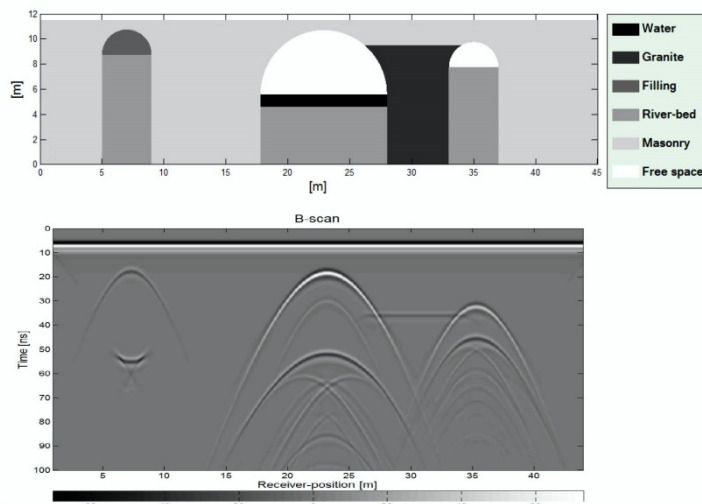 12
10
8
6
4
2
0
[m]
0 5 10 15 20 25 30 35 40 45
[m]
Water
Granite
Filling
River-bed
Masonry
Free space
B-scan
0
10
20
30
40
50
60
70
80
90
100
Time [ns]
5 10 15 20 25 30 35 40
Receiver-position [m]